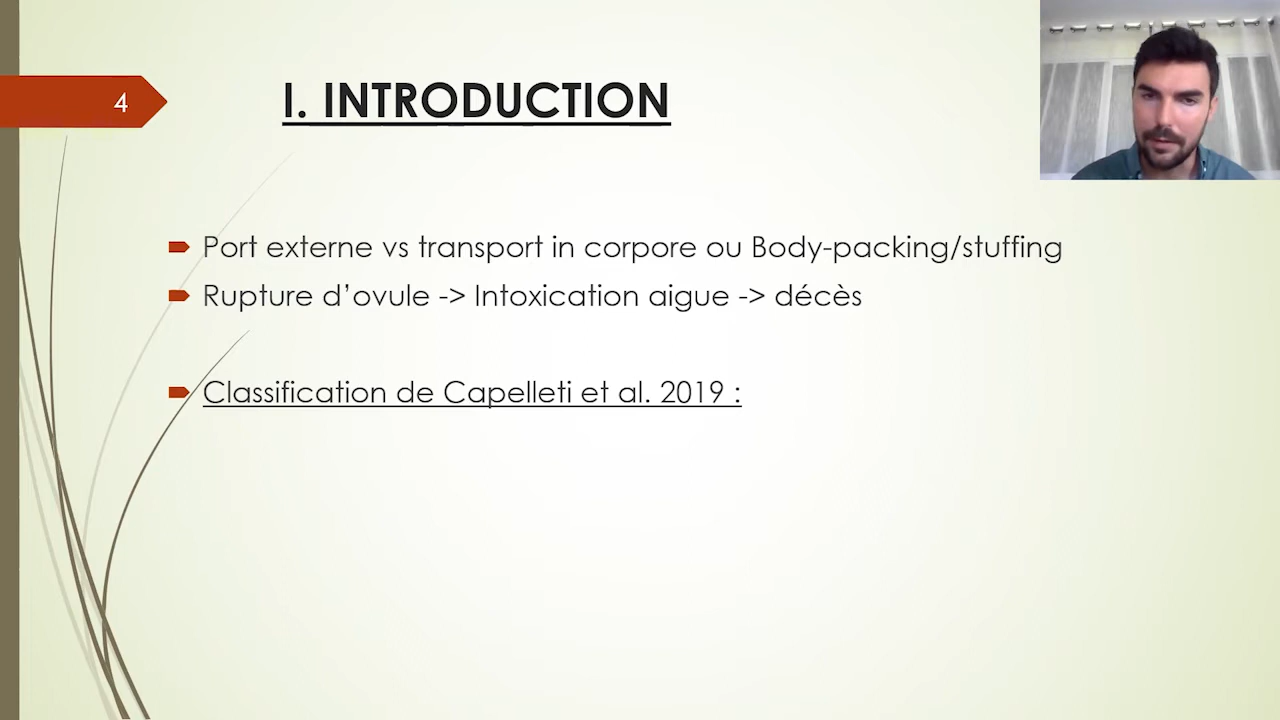 4
I. INTRODUCTION
Port externe vs transport in corpore ou Body-packing/stuffing
Rupture d’ovule -> Intoxication aigue -> décès
Classification de Capelleti et al. 2019 :